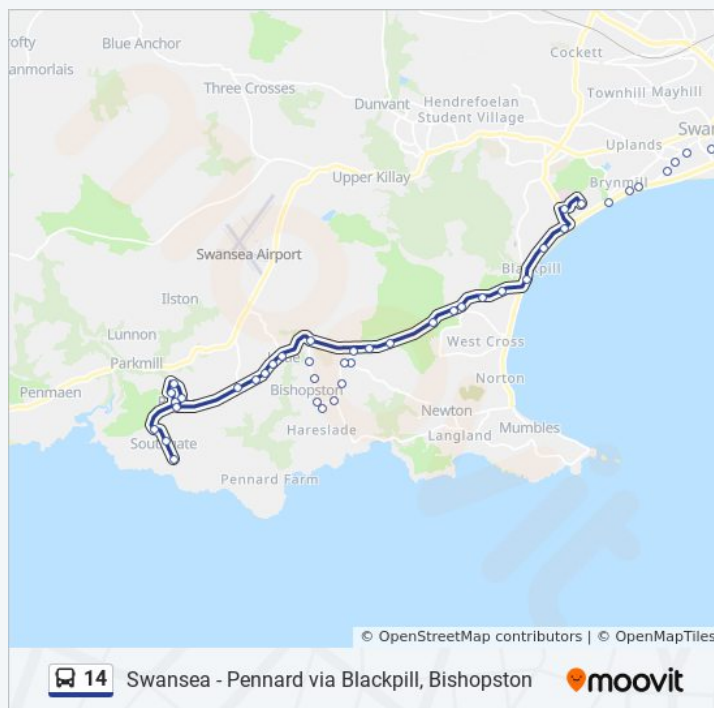 Blue Anchor
Cockett
rofty
anmorlais
Three Crosses
Townhill Mayhill
Dunvant
Hendrefoelan
Student Village
Swan
Uplands
Upper Killay
Brynmill
Swansea Airport
Blackpill
Ilston
Lunnon
Parkmill
West Cross
Penmaen
Bishopston
Norton
Newton
Mumbles
Southgate
Hareslade
Langland
Pennard Farm
© OpenStreetMap contributors | © OpenMapTiles
14 Swansea - Pennard via Blackpill, Bishopston moovit